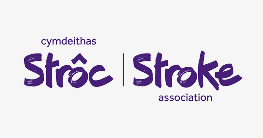 cymdeithas
Strôc | Stroke
association